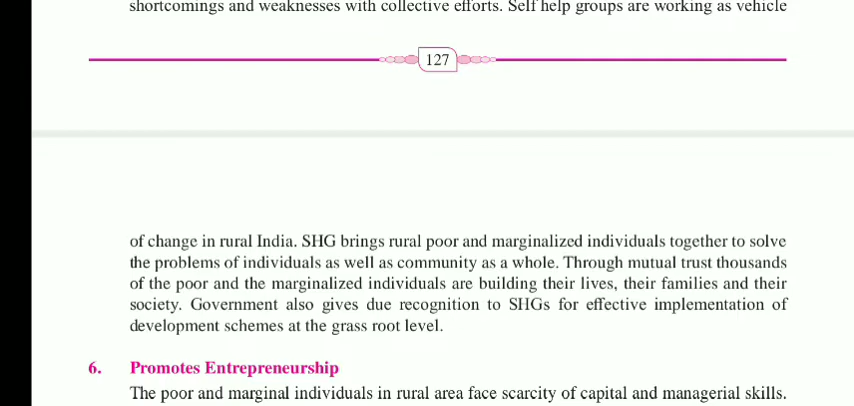 shortcomings and weaknesses with collective efforts. Self help groups are working as vehicle
127
of change in rural India. SHG brings rural poor and marginalized individuals together to solve
the problems of individuals as well as community as a whole. Through mutual trust thousands
of the poor and the marginalized individuals are building their lives, their families and their
society. Government also gives due recognition to SHGs for effective implementation of
development schemes at the grass root level.
6. Promotes Entrepreneurship
The poor and marginal individuals in rural area face scarcity of capital and managerial skills.